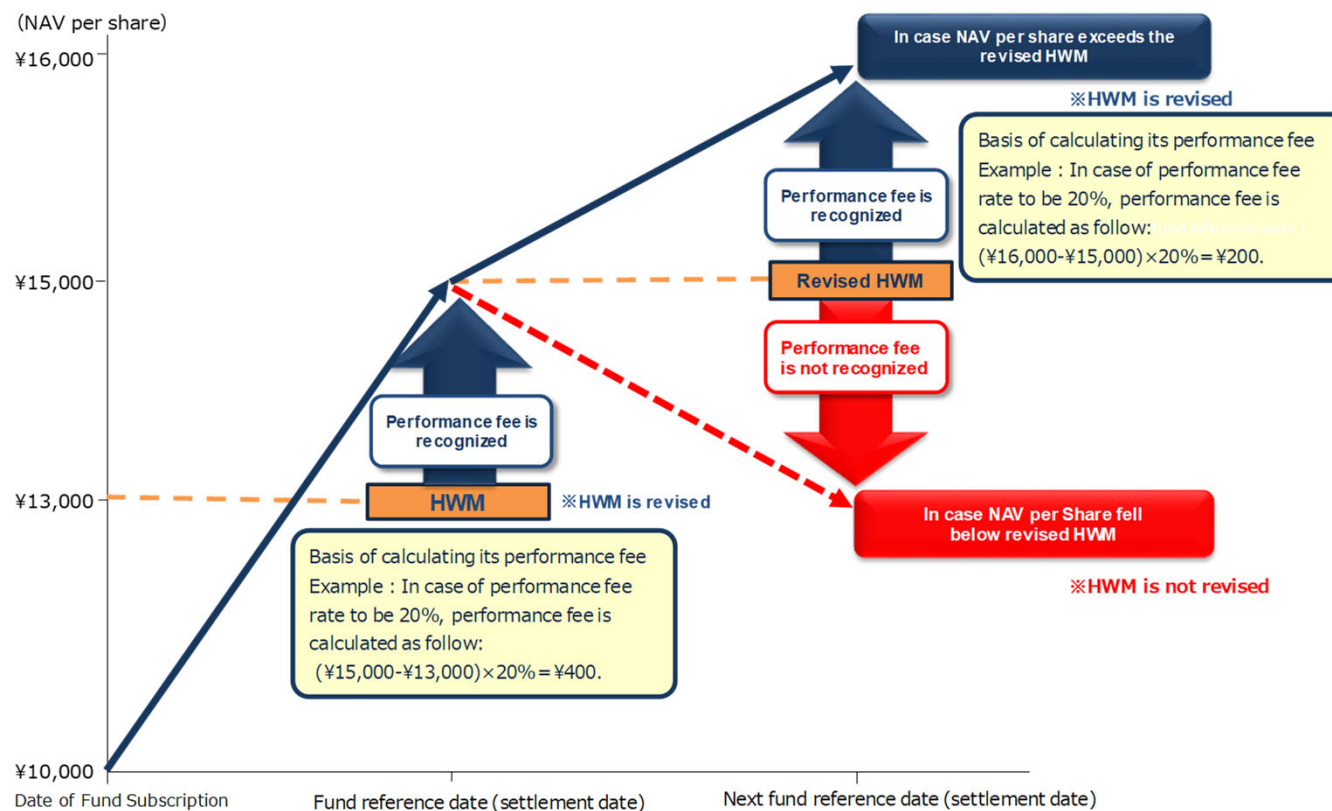 (NAV per share)
¥16,000
In case NAV per share exceeds the
revised HWM
※HWM is revised
Basis of calculating its performance fee
Example : In case of performance fee
rate to be 20%, performance fee is
calculated as follow:
(¥16,000-¥15,000)×20%=¥200.
Performance fee is
recognized
¥15,000
Revised HWM
Performance fee
is not recognized
Performance fee is
recognized
¥13,000
HWM
※HWM is revised
In case NAV per Share fell
below revised HWM
※HWM is not revised
Basis of calculating its performance fee
Example : In case of performance fee
rate to be 20%, performance fee is
calculated as follow:
(¥15,000-¥13,000)×20%=¥400.
¥10,000
Date of Fund Subscription
Fund reference date (settlement date)
Next fund reference date (settlement date)